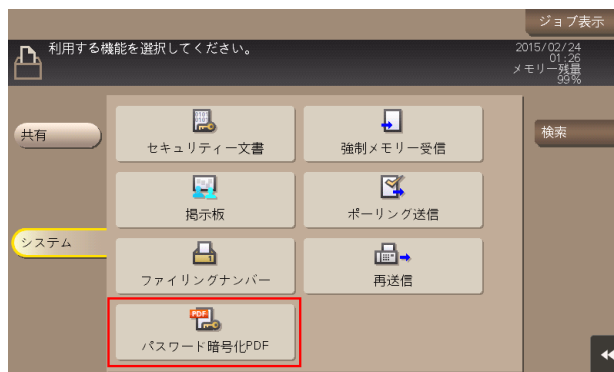 ジョブ表示
利用する機能を選択してください。
2015/02/24
01:26
メモリー残量
99%
共有
セキュリティー文書
強制メモリー受信
検索
掲示板
ポーリング送信
システム
ファイリングナンバー
再送信
PDF
パスワード暗号化PDF